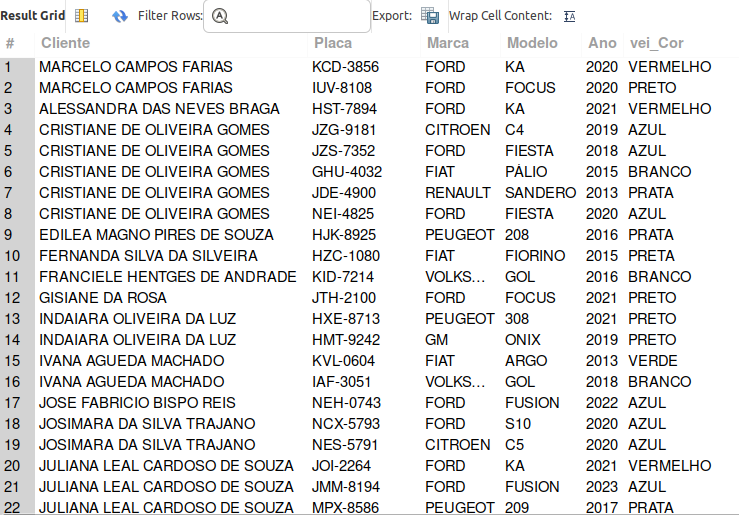 Result Grid Filter Rows: Export: Wrap Cell Content:
# Cliente Placa Marca Modelo Ano vei_Cor
1 MARCELO CAMPOS FARIAS KCD-3856 FORD KA 2020 VERMELHO
2 MARCELO CAMPOS FARIAS IUV-8108 FORD FOCUS 2020 PRETO
3 ALESSANDRA DAS NEVES BRAGA HST-7894 FORD KA 2021 VERMELHO
4 CRISTIANE DE OLIVEIRA GOMES JZG-9181 CITROEN C4 2019 AZUL
5 CRISTIANE DE OLIVEIRA GOMES JZS-7352 FORD FIESTA 2018 AZUL
6 CRISTIANE DE OLIVEIRA GOMES GHU-4032 FIAT PÁLIO 2015 BRANCO
7 CRISTIANE DE OLIVEIRA GOMES JDE-4900 RENAULT SANDERO 2013 PRATA
8 CRISTIANE DE OLIVEIRA GOMES NEI-4825 FORD FIESTA 2020 AZUL
9 EDILEA MAGNO PIRES DE SOUZA HJK-8925 PEUGEOT 208 2016 PRATA
10 FERNANDA SILVA DA SILVEIRA HZC-1080 FIAT FIORINO 2015 PRETA
11 FRANCIELE HENTGES DE ANDRADE KID-7214 VOLKS... GOL 2016 BRANCO
12 GISIANE DA ROSA JTH-2100 FORD FOCUS 2021 PRETO
13 INDAIARA OLIVEIRA DA LUZ HXE-8713 PEUGEOT 308 2021 PRETO
14 INDAIARA OLIVEIRA DA LUZ HMT-9242 GM ONIX 2019 PRETO
15 IVANA AGUEDA MACHADO KVL-0604 FIAT ARGO 2013 VERDE
16 IVANA AGUEDA MACHADO IAF-3051 VOLKS... GOL 2018 BRANCO
17 JOSE FABRICIO BISPO REIS NEH-0743 FORD FUSION 2022 AZUL
18 JOSIMARA DA SILVA TRAJANO NCX-5793 FORD S10 2020 AZUL
19 JOSIMARA DA SILVA TRAJANO NES-5791 CITROEN C5 2020 AZUL
20 JULIANA LEAL CARDOSO DE SOUZA JOI-2264 FORD KA 2021 VERMELHO
21 JULIANA LEAL CARDOSO DE SOUZA JMM-8194 FORD FUSION 2023 AZUL
22 JULIANA LEAL CARDOSO DE SOUZA MPX-8586 PEUGEOT 209 2017 PRATA